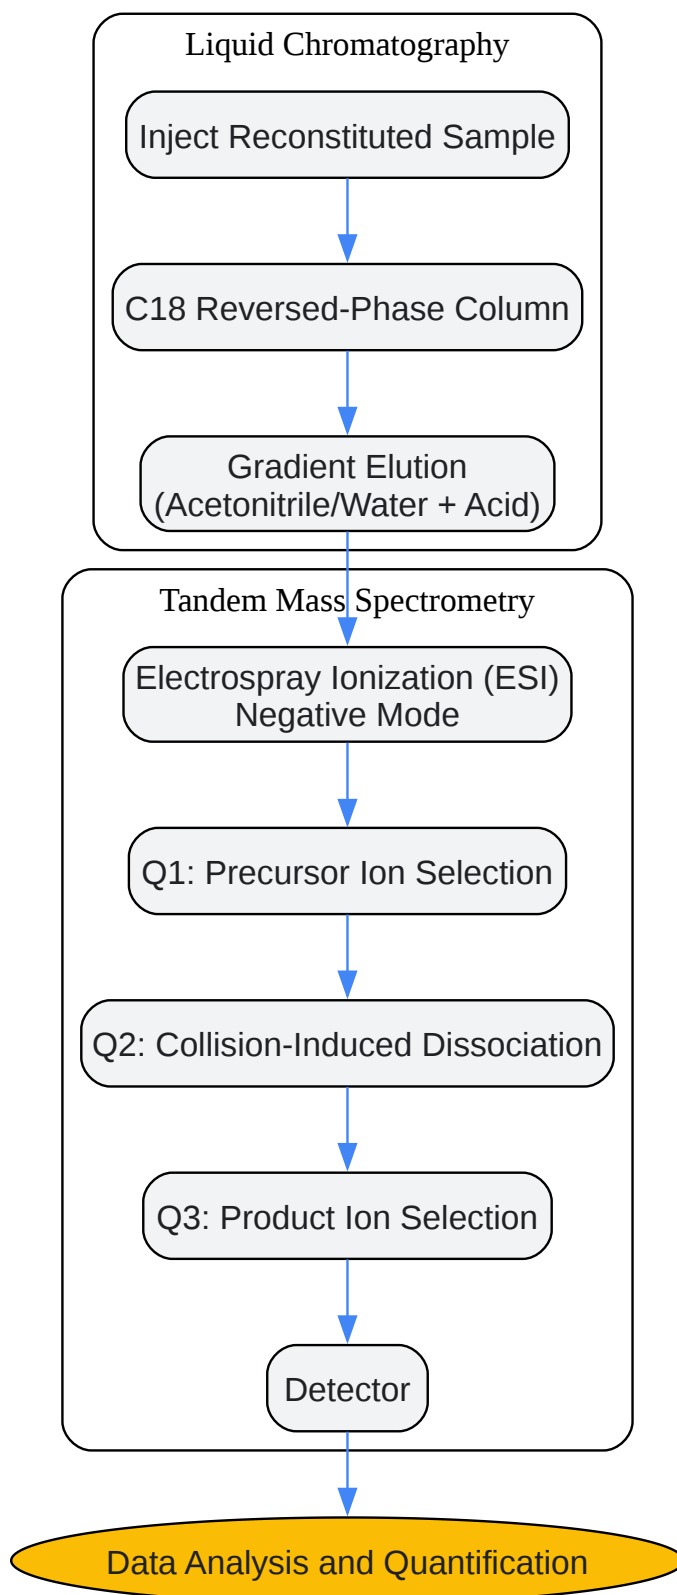 Liquid Chromatography
Inject Reconstituted Sample
C18 Reversed-Phase Column
Gradient Elution
(Acetonitrile/Water + Acid)
Tandem Mass Spectrometry
Electrospray Ionization (ESI)
Negative Mode
Q1: Precursor Ion Selection
Q2: Collision-Induced Dissociation
Q3: Product Ion Selection
Detector
Data Analysis and Quantification